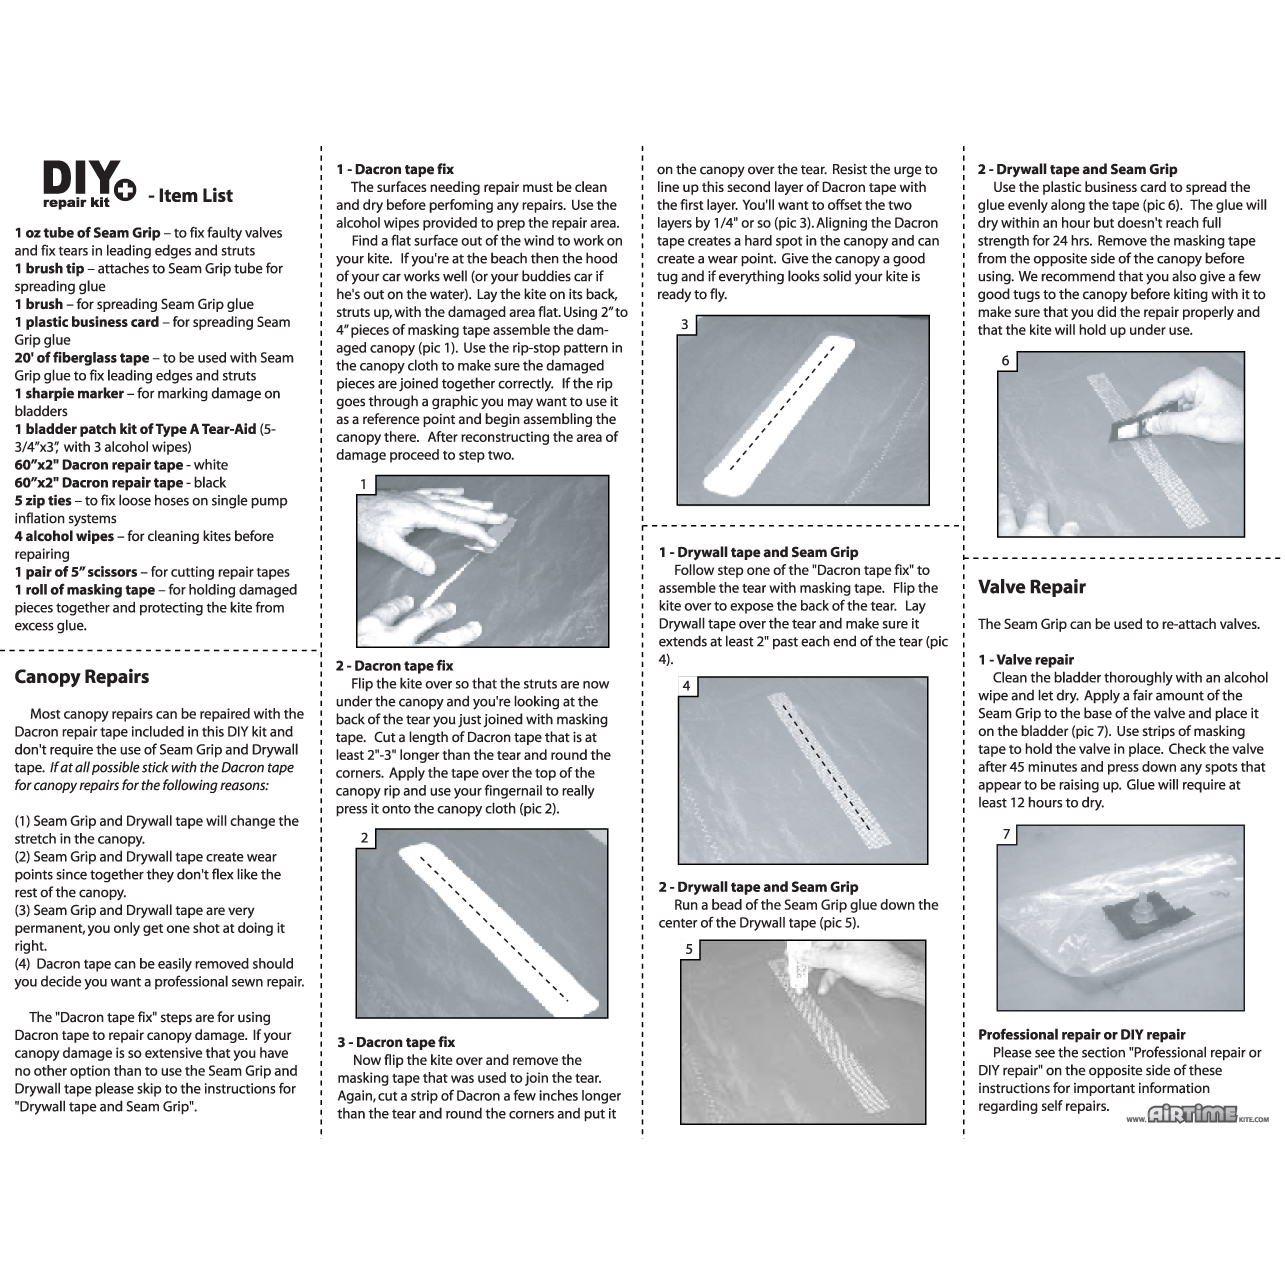 DIY
repair kit
- Item List
1 oz tube of Seam Grip – to fix faulty valves
and fix tears in leading edges and struts
1 brush tip – attaches to Seam Grip tube for
spreading glue
1 brush – for spreading Seam Grip glue
1 plastic business card – for spreading Seam
Grip glue
20' of fiberglass tape – to be used with Seam
Grip glue to fix leading edges and struts
1 sharpie marker – for marking damage on
bladders
1 bladder patch kit of Type A Tear-Aid (5-
3/4”x3”, with 3 alcohol wipes)
60”x2" Dacron repair tape - white
60”x2" Dacron repair tape - black
5 zip ties – to fix loose hoses on single pump
inflation systems
4 alcohol wipes – for cleaning kites before
repairing
1 pair of 5” scissors – for cutting repair tapes
1 roll of masking tape – for holding damaged
pieces together and protecting the kite from
excess glue.
Canopy Repairs
Most canopy repairs can be repaired with the
Dacron repair tape included in this DIY kit and
don't require the use of Seam Grip and Drywall
tape. If at all possible stick with the Dacron tape
for canopy repairs for the following reasons:
(1) Seam Grip and Drywall tape will change the
stretch in the canopy.
(2) Seam Grip and Drywall tape create wear
points since together they don't flex like the
rest of the canopy.
(3) Seam Grip and Drywall tape are very
permanent, you only get one shot at doing it
right.
(4) Dacron tape can be easily removed should
you decide you want a professional sewn repair.
The "Dacron tape fix" steps are for using
Dacron tape to repair canopy damage. If your
canopy damage is so extensive that you have
no other option than to use the Seam Grip and
Drywall tape please skip to the instructions for
"Drywall tape and Seam Grip".
1 - Dacron tape fix
The surfaces needing repair must be clean
and dry before perfoming any repairs. Use the
alcohol wipes provided to prep the repair area.
Find a flat surface out of the wind to work on
your kite. If you're at the beach then the hood
of your car works well (or your buddies car if
he's out on the water). Lay the kite on its back,
struts up, with the damaged area flat. Using 2” to
4” pieces of masking tape assemble the dam-
aged canopy (pic 1). Use the rip-stop pattern in
the canopy cloth to make sure the damaged
pieces are joined together correctly. If the rip
goes through a graphic you may want to use it
as a reference point and begin assembling the
canopy there. After reconstructing the area of
damage proceed to step two.
1
2 - Dacron tape fix
Flip the kite over so that the struts are now
under the canopy and you're looking at the
back of the tear you just joined with masking
tape. Cut a length of Dacron tape that is at
least 2"-3" longer than the tear and round the
corners. Apply the tape over the top of the
canopy rip and use your fingernail to really
press it onto the canopy cloth (pic 2).
2
3 - Dacron tape fix
Now flip the kite over and remove the
masking tape that was used to join the tear.
Again, cut a strip of Dacron a few inches longer
than the tear and round the corners and put it
on the canopy over the tear. Resist the urge to
line up this second layer of Dacron tape with
the first layer. You'll want to offset the two
layers by 1/4" or so (pic 3). Aligning the Dacron
tape creates a hard spot in the canopy and can
create a wear point. Give the canopy a good
tug and if everything looks solid your kite is
ready to fly.
3
1 - Drywall tape and Seam Grip
Follow step one of the "Dacron tape fix" to
assemble the tear with masking tape. Flip the
kite over to expose the back of the tear. Lay
Drywall tape over the tear and make sure it
extends at least 2" past each end of the tear (pic
4).
4
2 - Drywall tape and Seam Grip
Run a bead of the Seam Grip glue down the
center of the Drywall tape (pic 5).
5
2 - Drywall tape and Seam Grip
Use the plastic business card to spread the
glue evenly along the tape (pic 6). The glue will
dry within an hour but doesn't reach full
strength for 24 hrs. Remove the masking tape
from the opposite side of the canopy before
using. We recommend that you also give a few
good tugs to the canopy before kiting with it to
make sure that you did the repair properly and
that the kite will hold up under use.
6
Valve Repair
The Seam Grip can be used to re-attach valves.
1 - Valve repair
Clean the bladder thoroughly with an alcohol
wipe and let dry. Apply a fair amount of the
Seam Grip to the base of the valve and place it
on the bladder (pic 7). Use strips of masking
tape to hold the valve in place. Check the valve
after 45 minutes and press down any spots that
appear to be raising up. Glue will require at
least 12 hours to dry.
7
Professional repair or DIY repair
Please see the section "Professional repair or
DIY repair" on the opposite side of these
instructions for important information
regarding self repairs.
WWW. AIRTIME KITE.COM